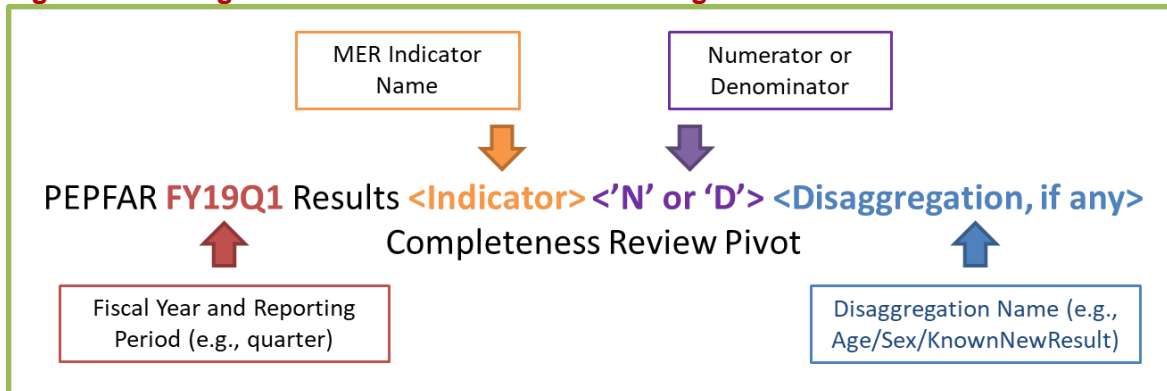 MER Indicator
Name
Numerator or
Denominator
PEPFAR FY19Q1 Results <Indicator> <’N’ or ‘D’> <Disaggregation, if any>
Completeness Review Pivot
Fiscal Year and Reporting
Period (e.g., quarter)
Disaggregation Name (e.g.,
Age/Sex/KnownNewResult)